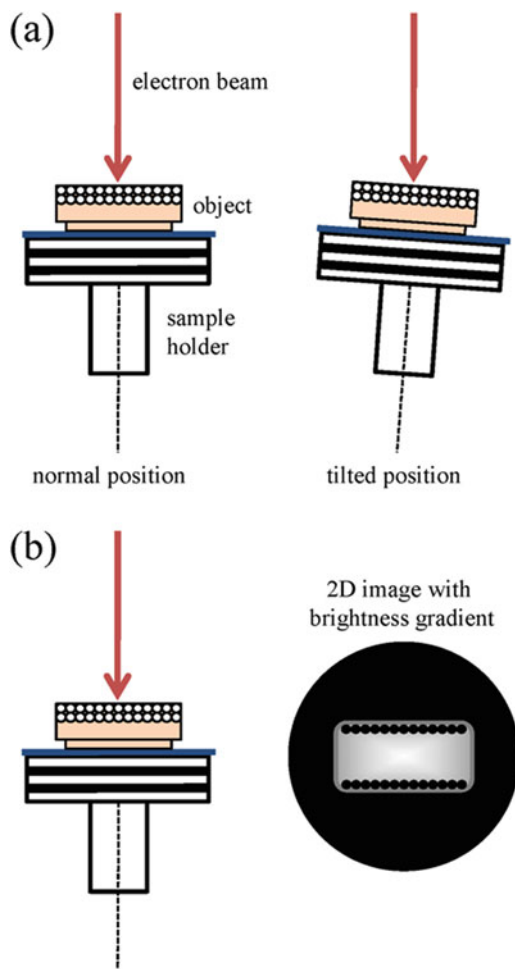 (a)
electron beam
object
sample
holder
normal position
tilted position
(b)
2D image with
brightness gradient